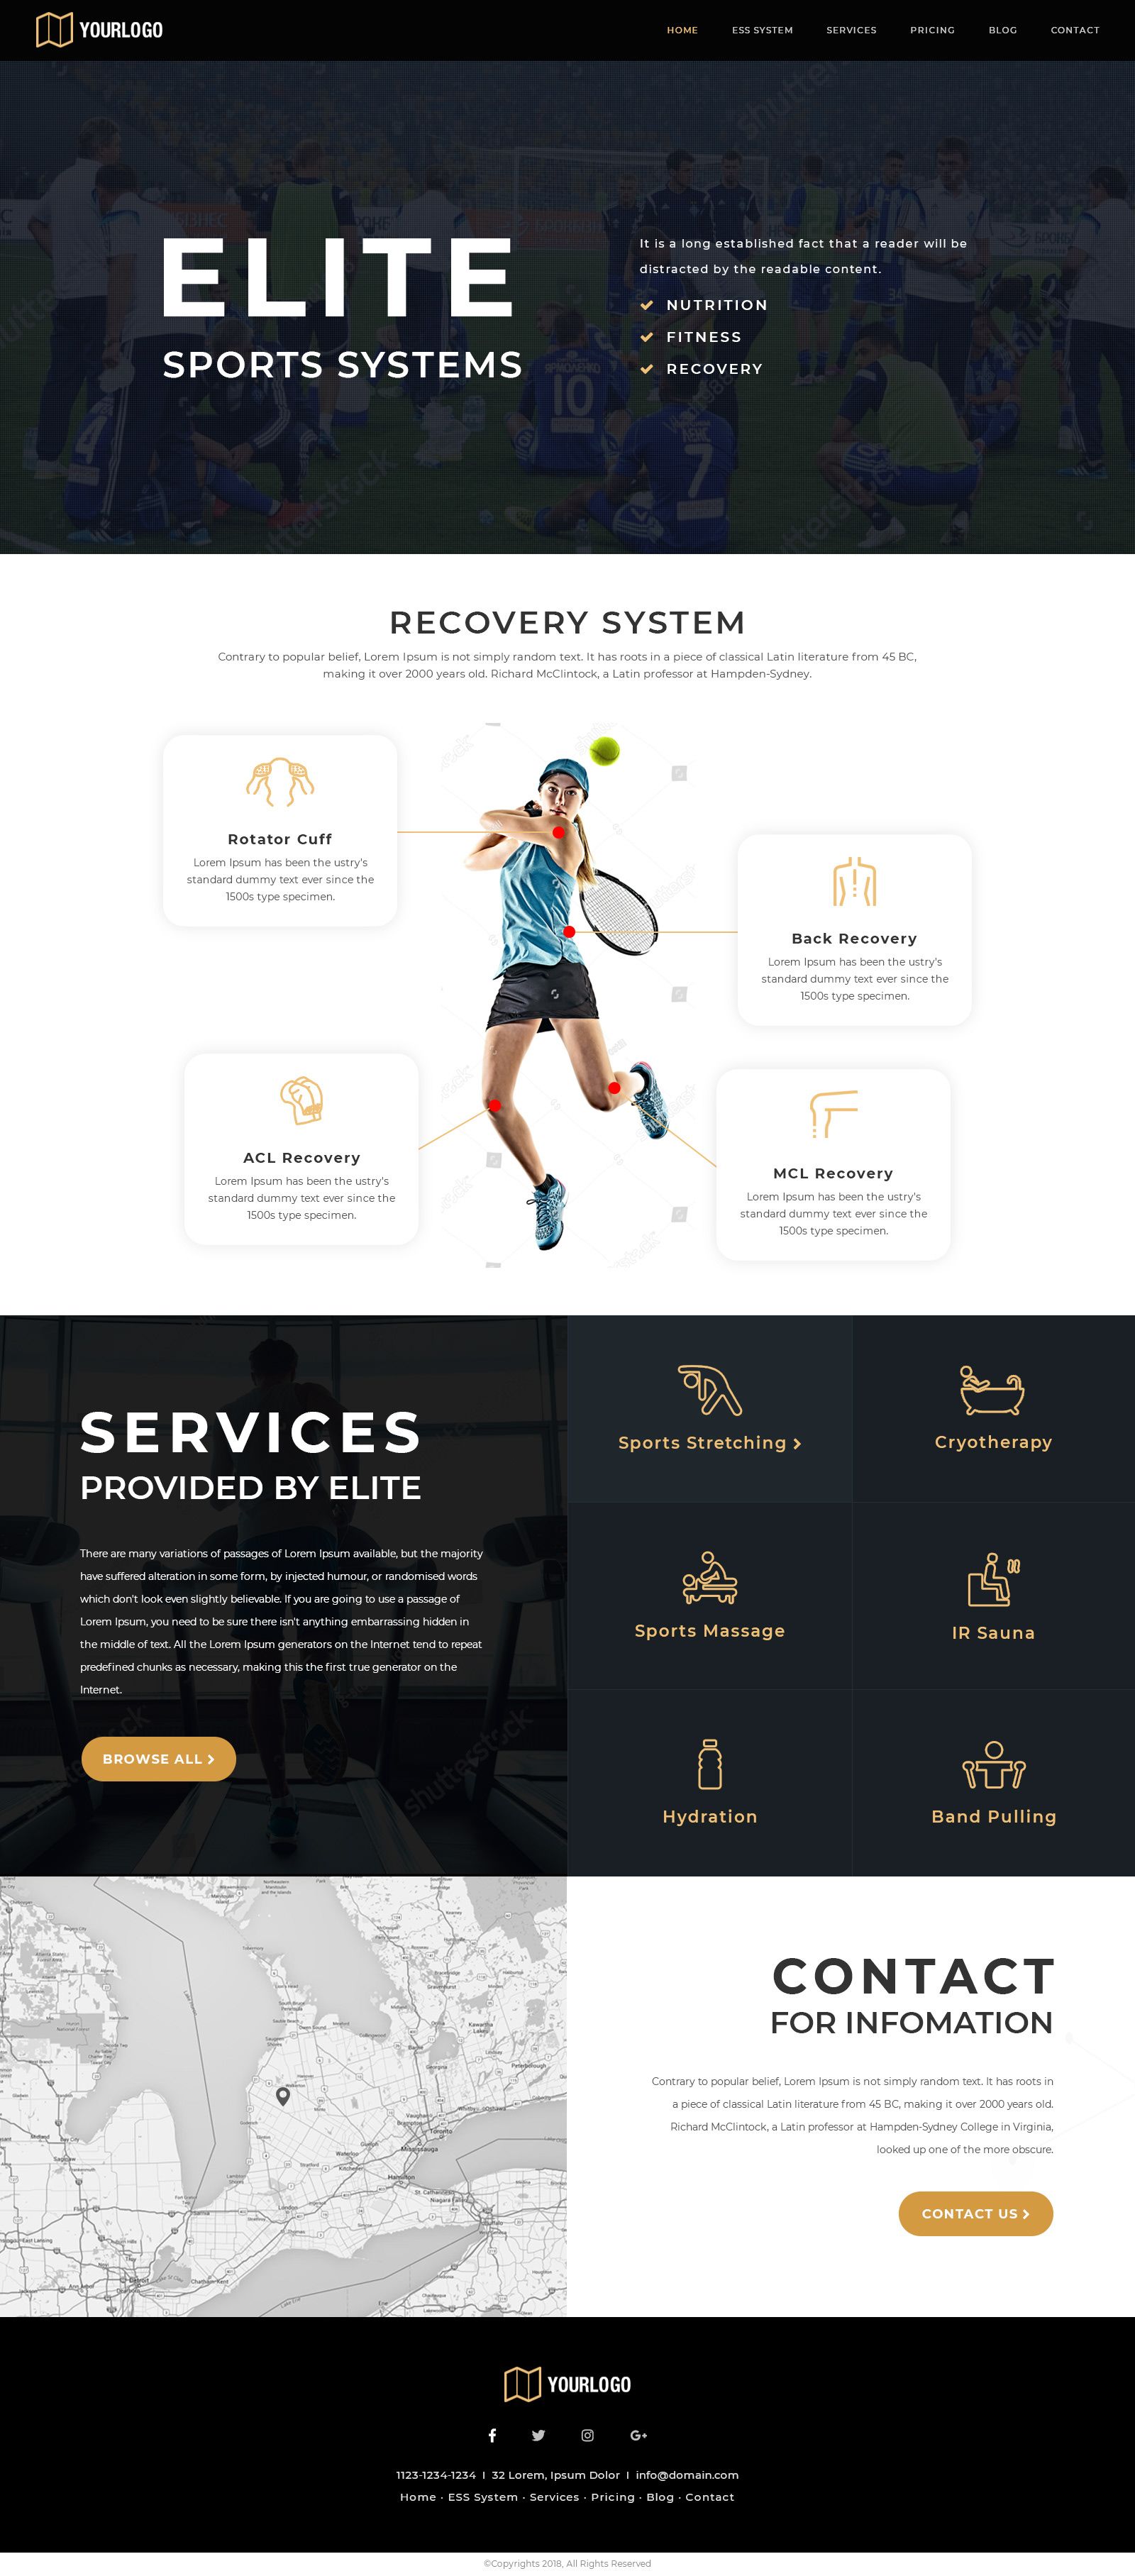 YOURLOGO
HOME ESS SYSTEM SERVICES PRICING BLOG CONTACT
ELITE
SPORTS SYSTEMS
It is a long established fact that a reader will be
distracted by the readable content.
NUTRITION
FITNESS
RECOVERY
10
7
RECOVERY SYSTEM
Contrary to popular belief, Lorem Ipsum is not simply random text. It has roots in a piece of classical Latin literature from 45 BC,
making it over 2000 years old. Richard McClintock, a Latin professor at Hampden-Sydney.
Rotator Cuff
Lorem Ipsum has been the ustry's
standard dummy text ever since the
1500s type specimen.
Back Recovery
Lorem Ipsum has been the ustry's
standard dummy text ever since the
1500s type specimen.
ACL Recovery
Lorem Ipsum has been the ustry's
standard dummy text ever since the
1500s type specimen.
MCL Recovery
Lorem Ipsum has been the ustry's
standard dummy text ever since the
1500s type specimen.
SERVICES
PROVIDED BY ELITE
There are many variations of passages of Lorem Ipsum available, but the majority
have suffered alteration in some form, by injected humour, or randomised words
which don't look even slightly believable. If you are going to use a passage of
Lorem Ipsum, you need to be sure there isn't anything embarrassing hidden in
the middle of text. All the Lorem Ipsum generators on the Internet tend to repeat
predefined chunks as necessary, making this the first true generator on the
Internet.
BROWSE ALL
shutterstock
Sports Stretching
Cryotherapy
Sports Massage
IR Sauna
Hydration
Band Pulling
Toronto
Mississauga
Hamilton
London
Detroit
CONTACT
FOR INFOMATION
Contrary to popular belief, Lorem Ipsum is not simply random text. It has roots in
a piece of classical Latin literature from 45 BC, making it over 2000 years old.
Richard McClintock, a Latin professor at Hampden-Sydney College in Virginia,
looked up one of the more obscure.
CONTACT US
YOURLOGO
1123-1234-1234 I 32 Lorem, Ipsum Dolor I info@domain.com
Home · ESS System · Services · Pricing · Blog · Contact
©Copyrights 2018, All Rights Reserved